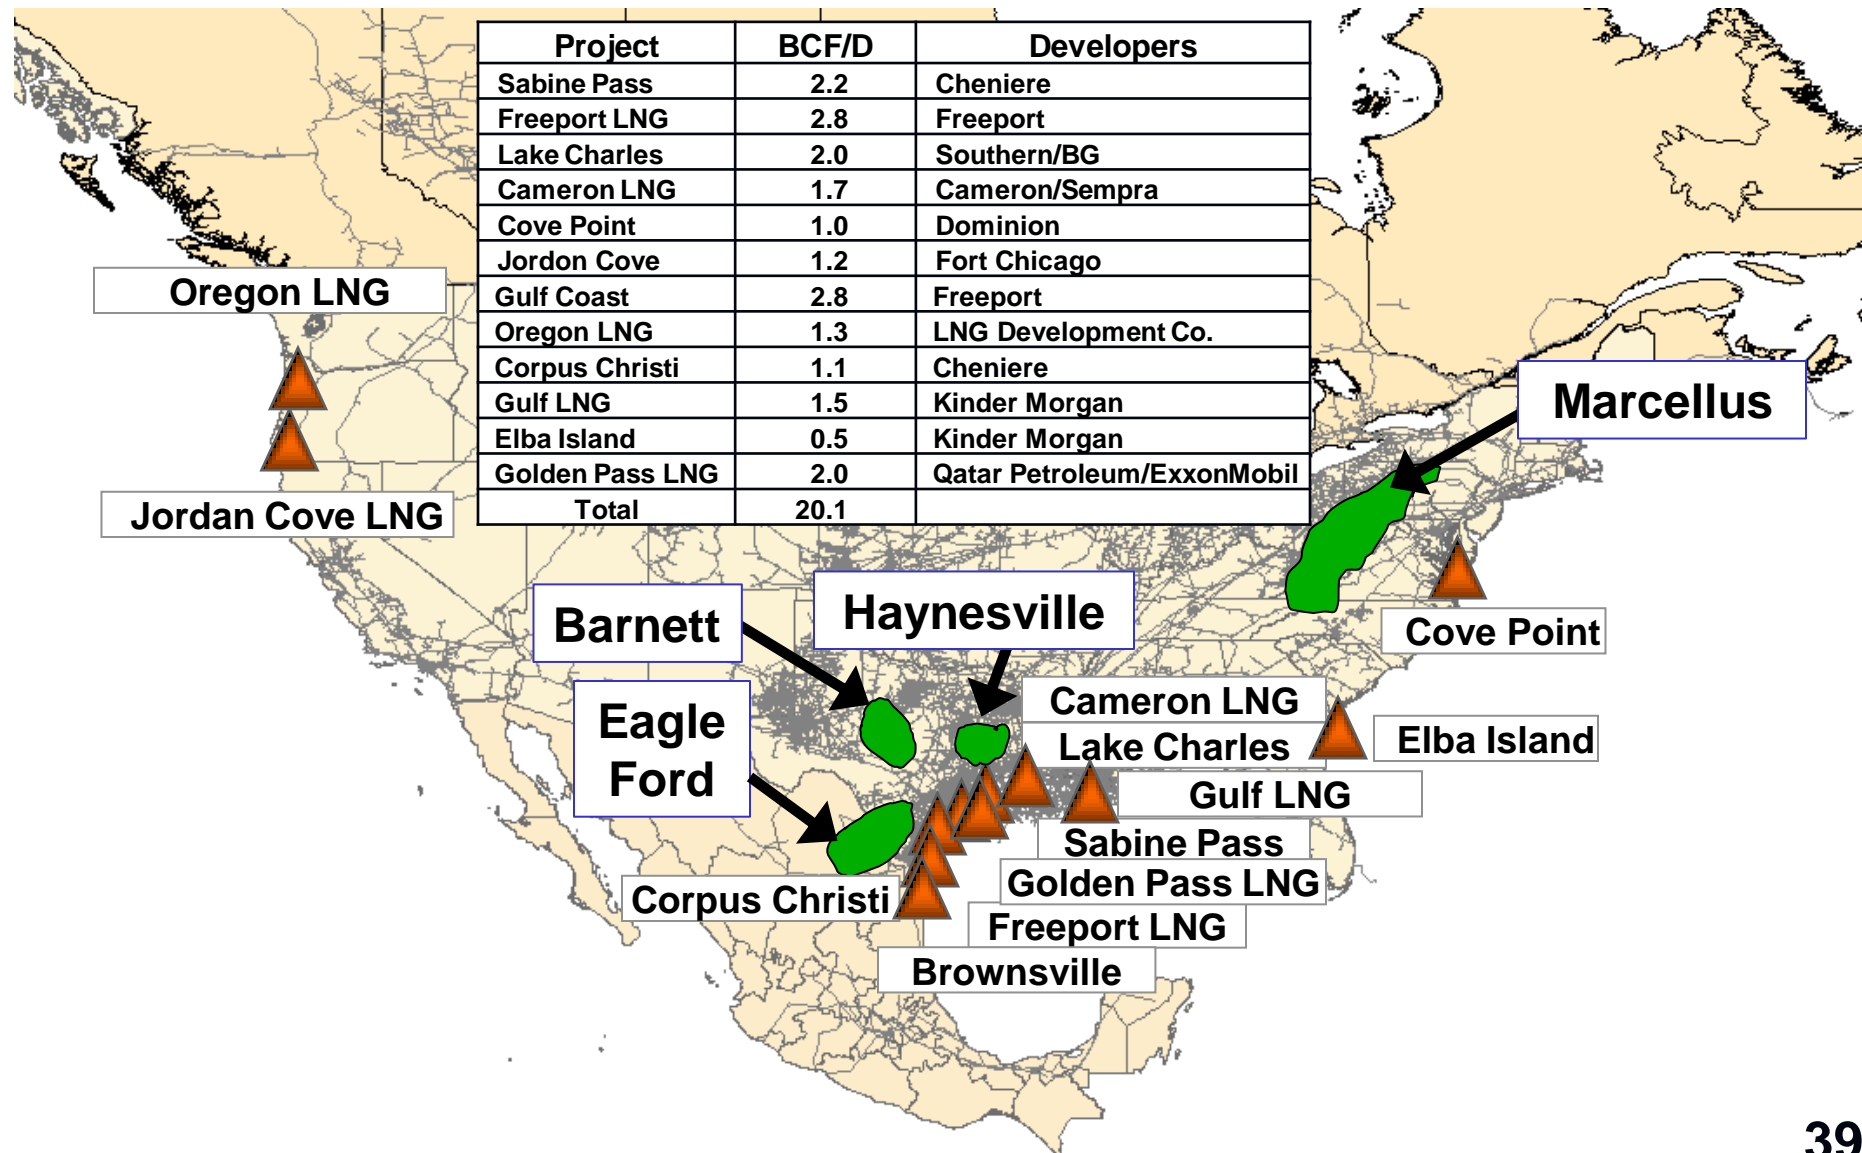 Project BCF/D Developers
Sabine Pass 2.2 Cheniere
Freeport LNG 2.8 Freeport
Lake Charles 2.0 Southern/BG
Cameron LNG 1.7 Cameron/Sempra
Cove Point 1.0 Dominion
Jordon Cove 1.2 Fort Chicago
Gulf Coast 2.8 Freeport
Oregon LNG 1.3 LNG Development Co.
Corpus Christi 1.1 Cheniere
Gulf LNG 1.5 Kinder Morgan
Elba Island 0.5 Kinder Morgan
Golden Pass LNG 2.0 Qatar Petroleum/ExxonMobil
Total 20.1
Oregon LNG
Jordan Cove LNG
Marcellus
Barnett
Haynesville
Cove Point
Eagle
Ford
Cameron LNG
Lake Charles
Elba Island
Gulf LNG
Sabine Pass
Golden Pass LNG
Corpus Christi
Freeport LNG
Brownsville
39